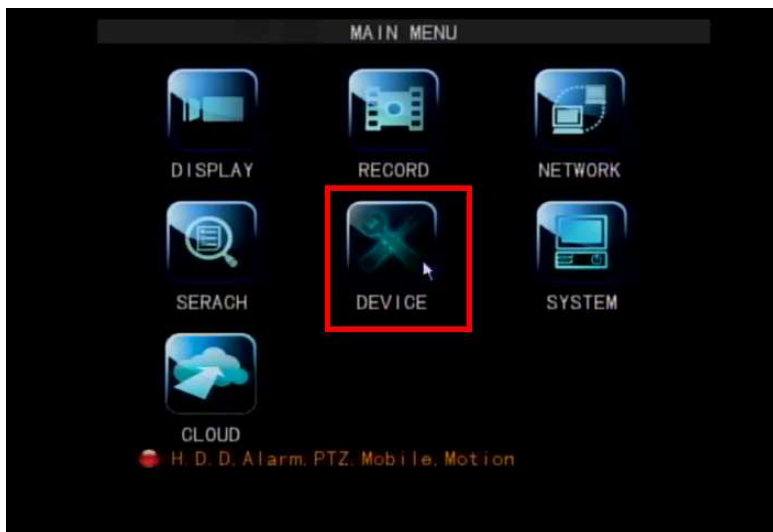 MAIN MENU
DISPLAY RECORD NETWORK
SERACH DEVICE SYSTEM
CLOUD
H.D.D.Alarm.PTZ.Mobile.Motion